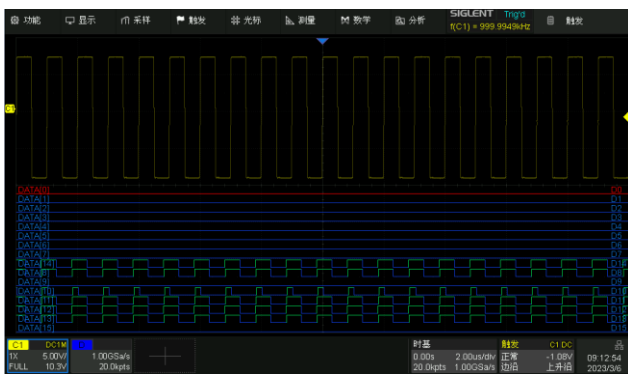 功能 显示 采样 触发 光标 测量 数学 分析 SIGLENT Trig'd 触发
f(C1) = 999.9949kHz
C1
DATA[0] D0
DATA[1] D1
DATA[2] D2
DATA[3] D3
DATA[4] D4
DATA[5] D5
DATA[6] D6
DATA[7] D7
DATA[14]
DATA[8] D8
DATA[9] D9
DATA[10]
DATA[11]
DATA[12]
DATA[13]
DATA[15] D15
C1 DC1M 时基 触发 C1 DC
1X 5.00V/ 1.00GSa/s 0.00s 2.00us/div 正常 -1.08V 09:12:54
FULL 10.3V 20.0kpts 20.0kpts 1.00GSa/s 边沿 上升沿 2023/3/6